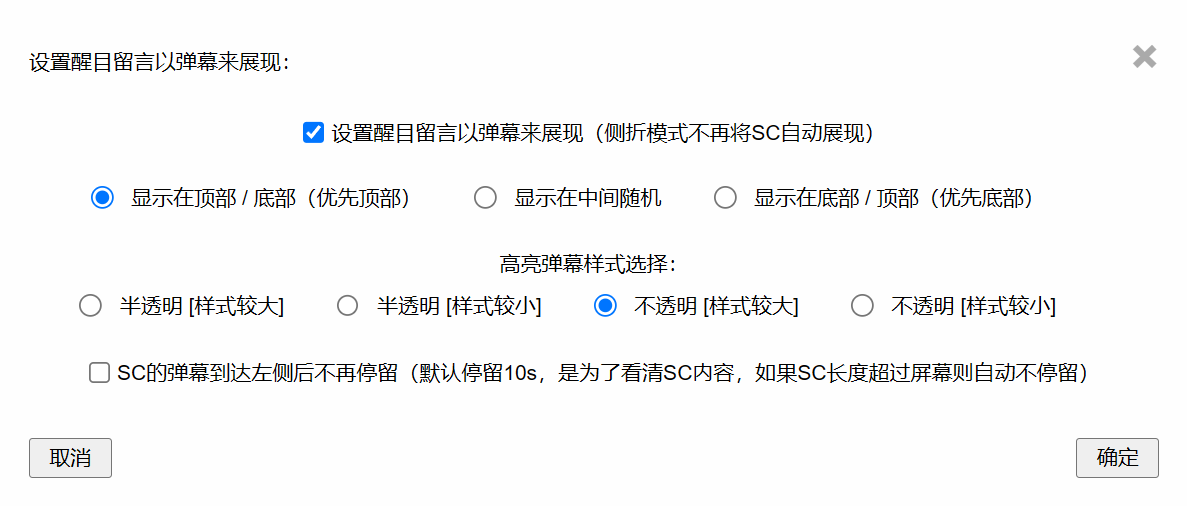 设置醒目留言以弹幕来展现：
设置醒目留言以弹幕来展现（侧折模式不再将SC自动展现）
显示在顶部 / 底部（优先顶部） 显示在中间随机 显示在底部 / 顶部（优先底部）
高亮弹幕样式选择：
半透明 [样式较大] 半透明 [样式较小] 不透明 [样式较大] 不透明 [样式较小]
SC的弹幕到达左侧后不再停留（默认停留10s，是为了看清SC内容，如果SC长度超过屏幕则自动不停留）
取消 确定